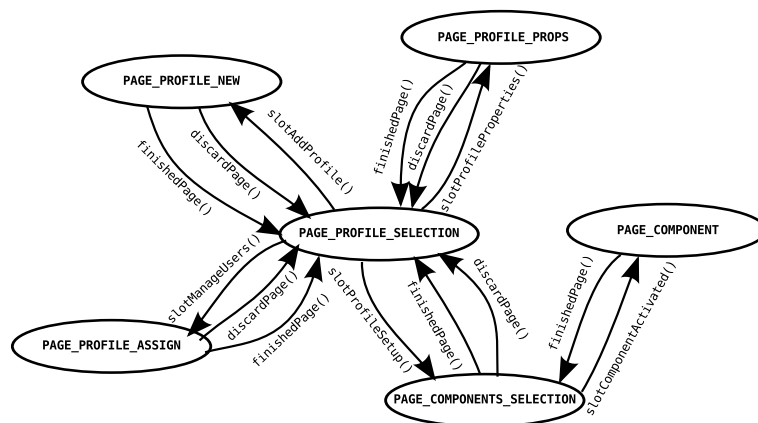 PAGE_PROFILE_PROPS
PAGE_PROFILE_NEW
finishedPage()
discardPage()
slotProfileProperties()
slotAddProfile()
discardPage()
finishedPage()
PAGE_PROFILE_SELECTION
PAGE_COMPONENT
slotManageUsers()
discardPage()
finishedPage()
slotProfileSetup()
finishedPage()
discardPage()
finishedPage()
slotComponentActivated()
PAGE_PROFILE_ASSIGN
PAGE_COMPONENTS_SELECTION